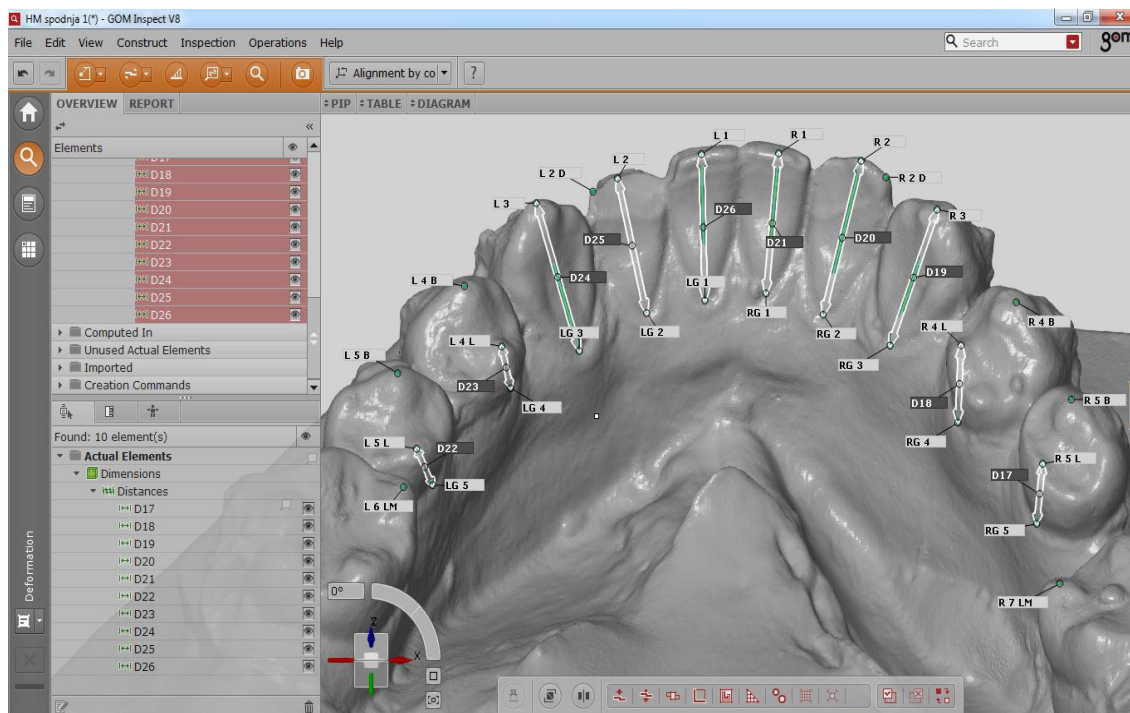 HM spodnja 1(*) - GOM Inspect V8
File Edit View Construct Inspection Operations Help
Search
gom
Alignment by co
?
OVERVIEW REPORT
PIP TABLE DIAGRAM
Elements
D17
D18
D19
D20
D21
D22
D23
D24
D25
D26
Computed In
Unused Actual Elements
Imported
Creation Commands
Found: 10 element(s)
Actual Elements
Dimensions
Distances
D17
D18
D19
D20
D21
D22
D23
D24
D25
D26
Deformation
L 1
R 1
L 2
R 2
L 2 D
R 2 D
L 3
R 3
D26
D25
D21
D20
D24
D19
L 4 B
LG 1
R 4 B
RG 1
LG 3
LG 2
RG 2
R 4 L
L 4 L
L 5 B
RG 3
D23
R 5 B
D18
LG 4
L 5 L
D22
RG 4
R 5 L
D17
LG 5
L 6 LM
RG 5
0°
R 7 LM
Z
X